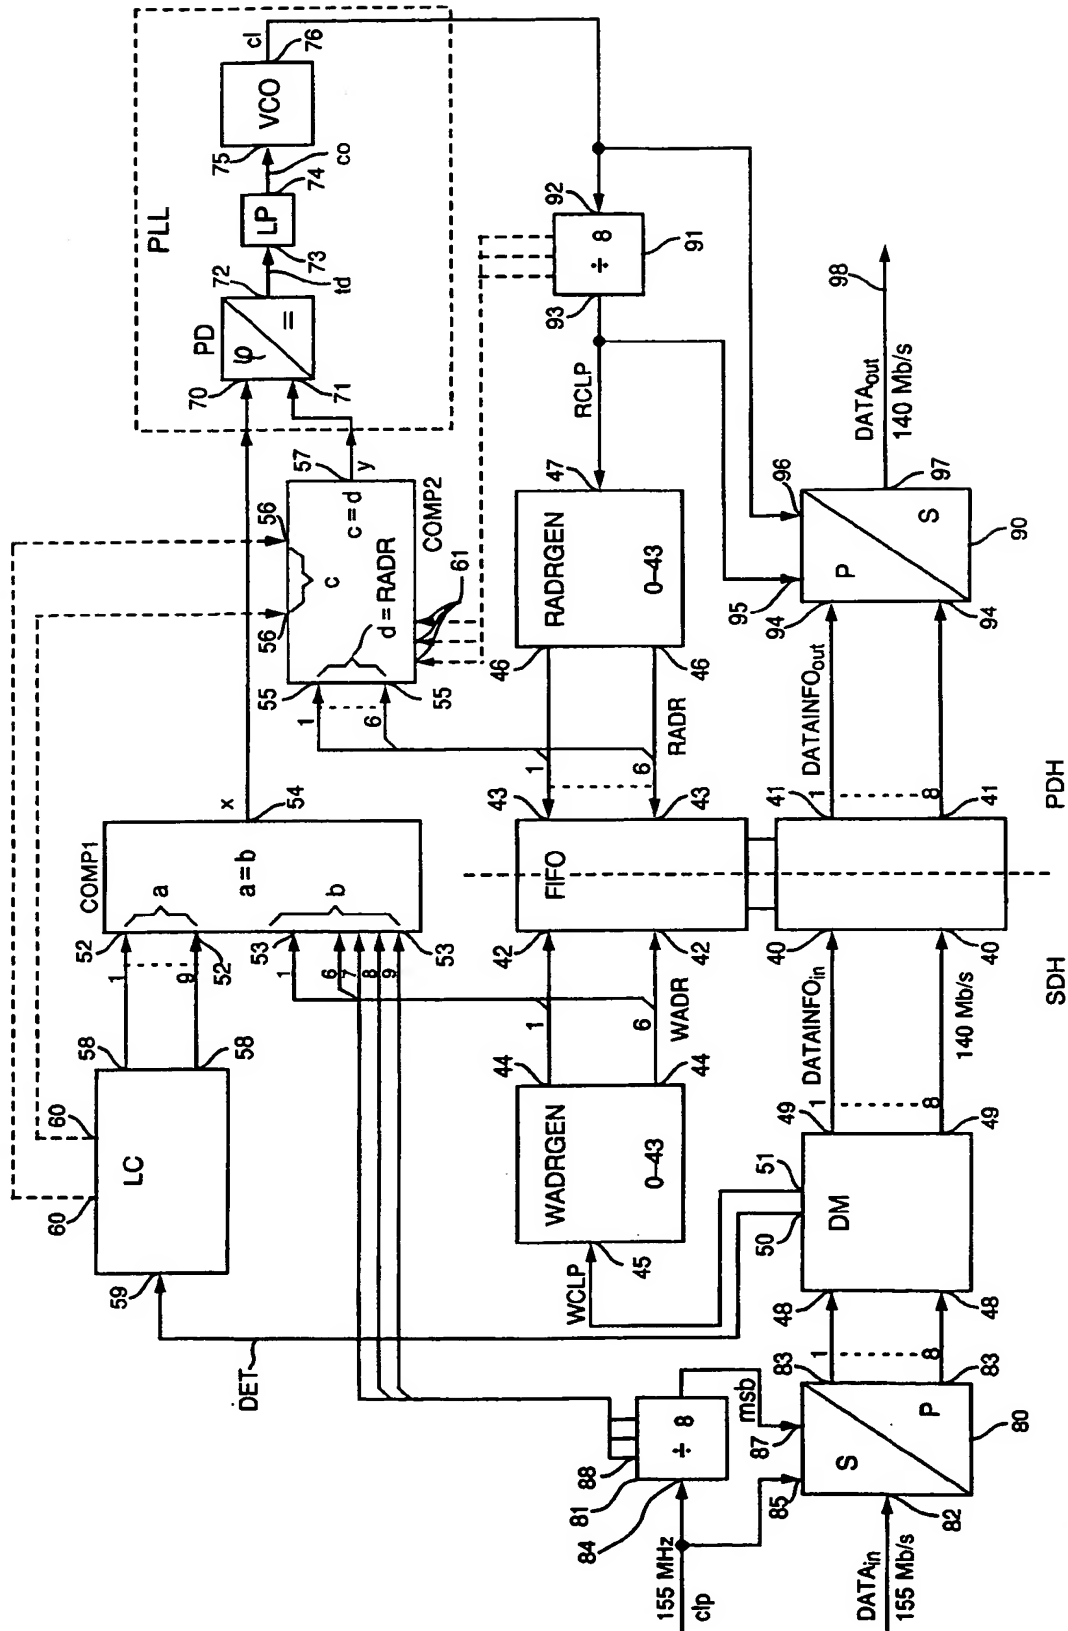 PLL
cl
76
VCO
75
co
74
LP
73
td
72
PD
φ
=
70
71
92
÷ 8
91
93
RCLP
98
DATAout
140 Mb/s
57
y
56
56
c
c = d
d = RADR
COMP2
61
55
55
1
6
47
RADRGEN
0–43
46
46
RADR
1
6
96
97
95
P
S
94
94
90
DATAINFOout
1
8
41
41
PDH
x
54
COMP1
a
a = b
b
52
52
53
53
1
9
1
6
7
8
9
43
43
FIFO
42
42
40
40
SDH
58
58
60
60
LC
59
44
44
1
6
WADR
WADRGEN
0–43
45
WCLP
DATAINFOin
140 Mb/s
1
8
49
49
51
50
DM
48
48
DET
1
8
83
83
88
÷ 8
msb
81
84
87
85
S
P
80
82
155 MHz
clp
DATAin
155 Mb/s